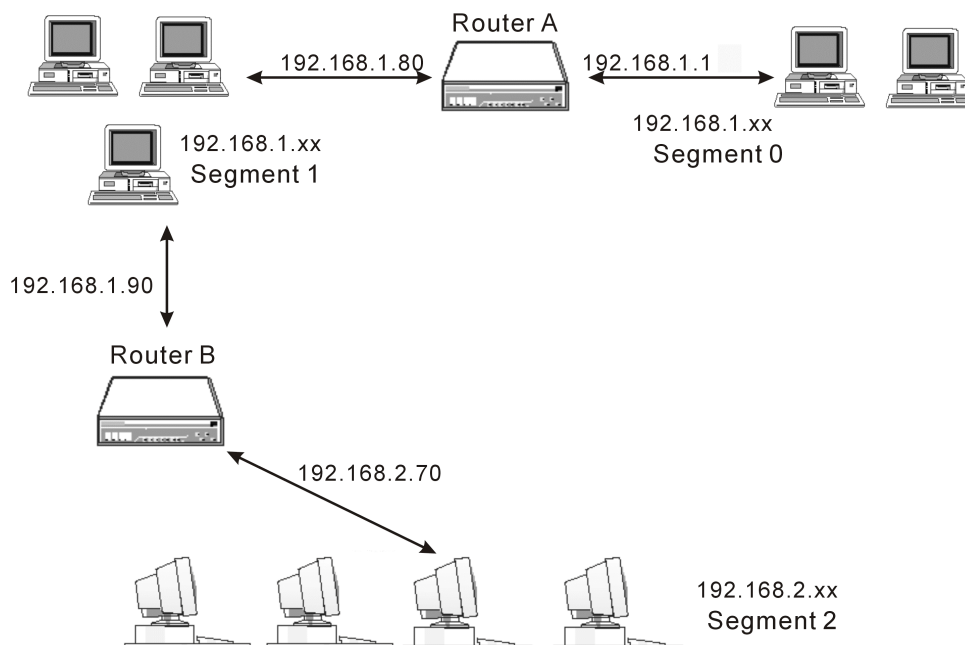 Router A
192.168.1.80
192.168.1.1
192.168.1.xx
Segment 0
192.168.1.xx
Segment 1
192.168.1.90
Router B
192.168.2.70
192.168.2.xx
Segment 2